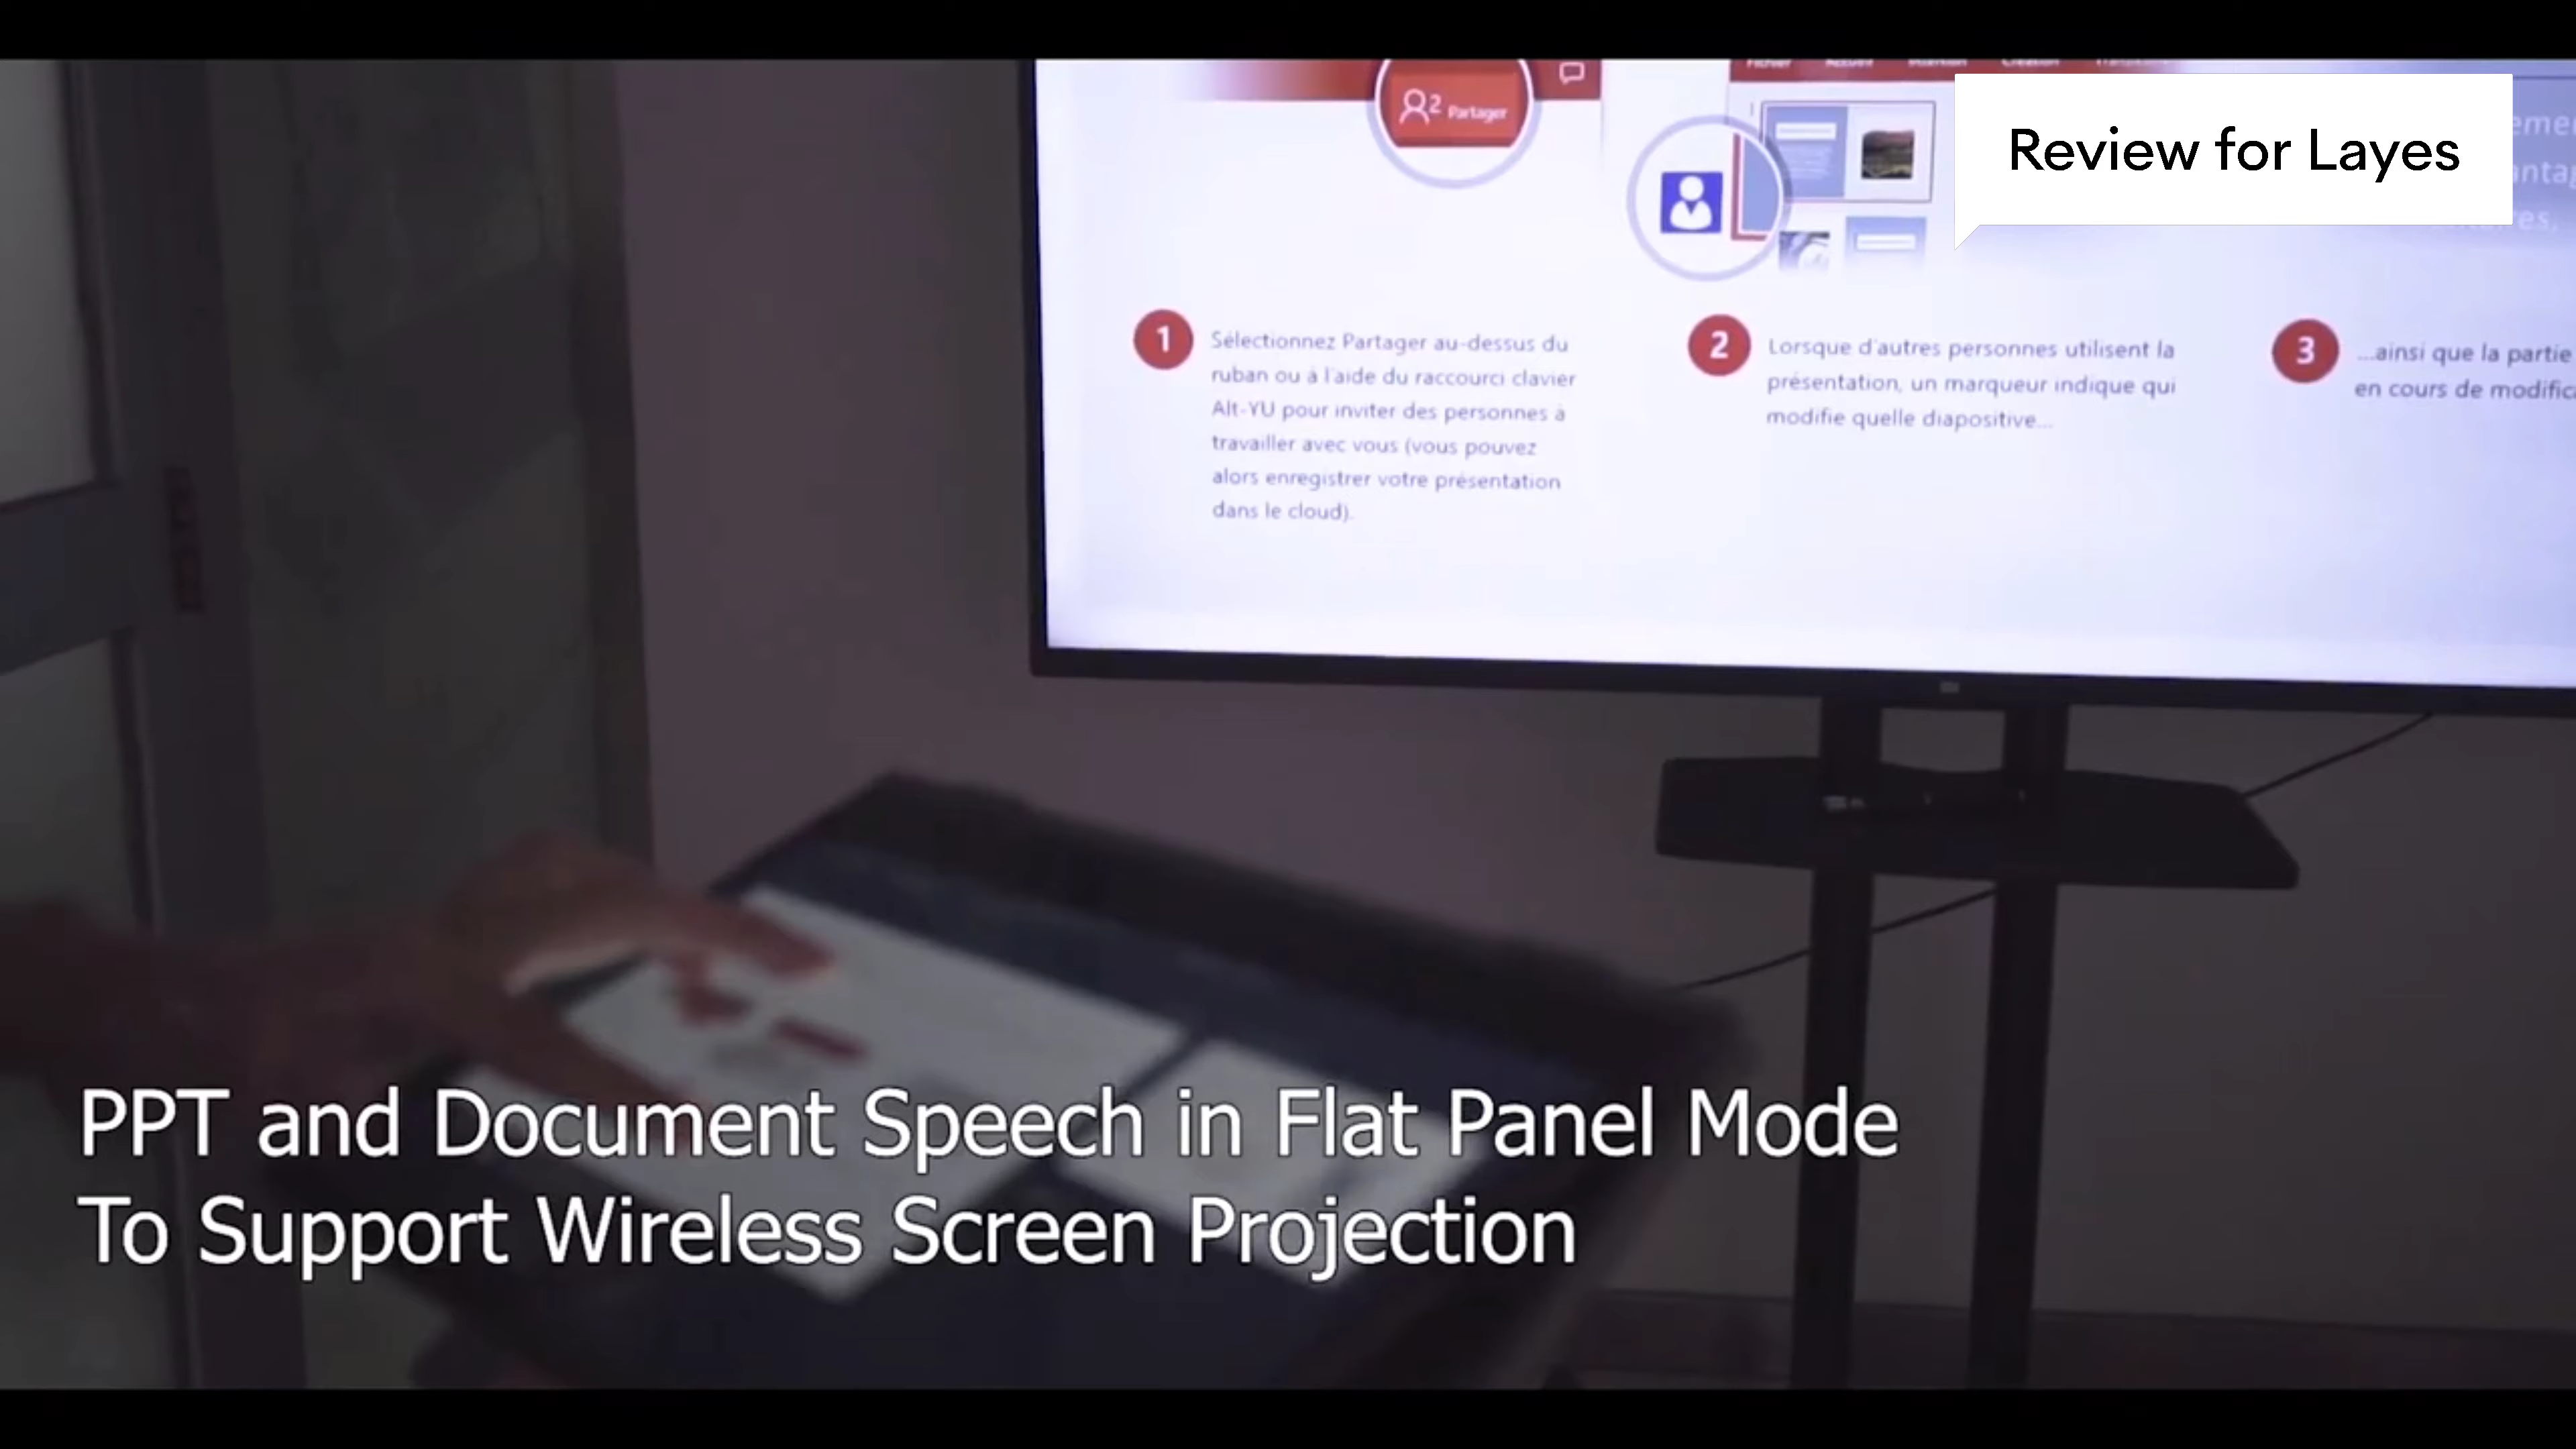 Review for Layes
Partager
1
Sélectionnez Partager au-dessus du
ruban ou à l'aide du raccourci clavier
Alt-YU pour inviter des personnes à
travailler avec vous (vous pouvez
alors enregistrer votre présentation
dans le cloud).
2
Lorsque d'autres personnes utilisent la
présentation, un marqueur indique qui
modifie quelle diapositive...
3
...ainsi que la partie
en cours de
PPT and Document Speech in Flat Panel Mode
To Support Wireless Screen Projection